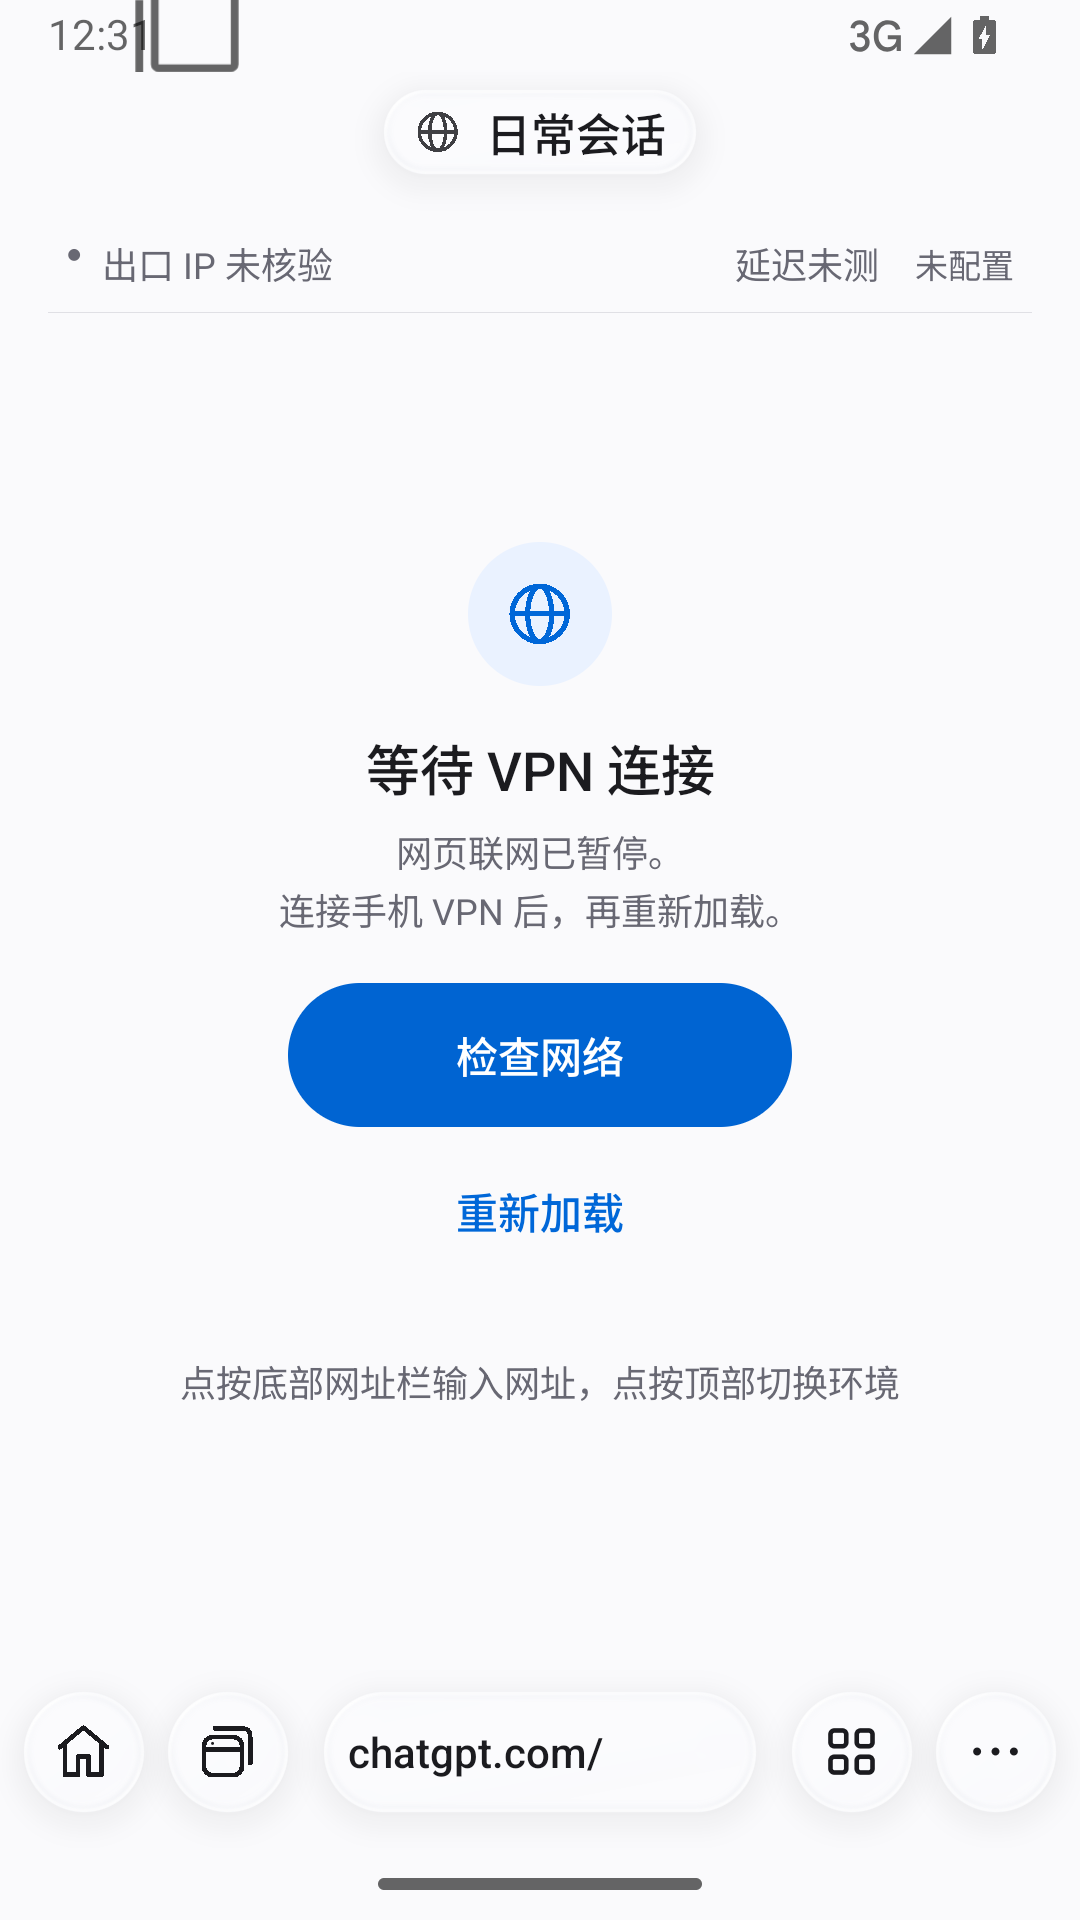 12:31
3G
日常会话
出口 IP 未核验
延迟未测
未配置
等待 VPN 连接
网页联网已暂停。
连接手机 VPN 后，再重新加载。
检查网络
重新加载
点按底部网址栏输入网址，点按顶部切换环境
chatgpt.com/